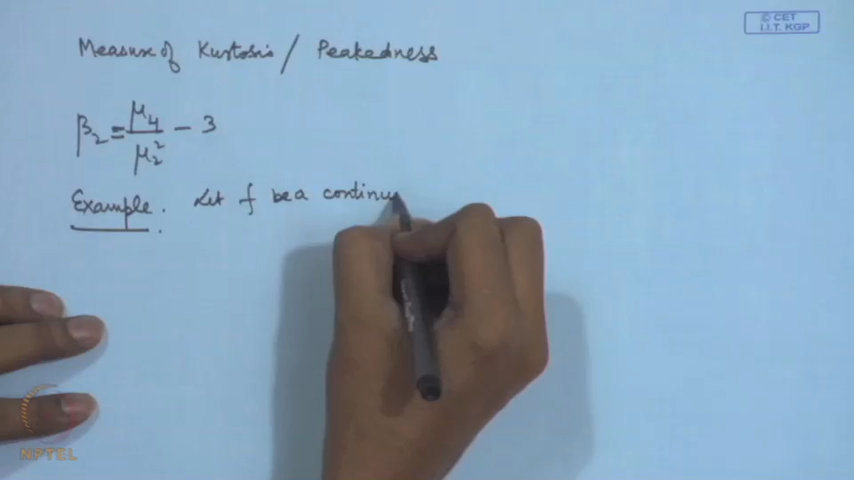 © CET
I.I.T. KGP
Measure of Kurtosis / Peakedness
β₂ = μ₄/μ₂² − 3
Example. Let f be a continu
NPTEL